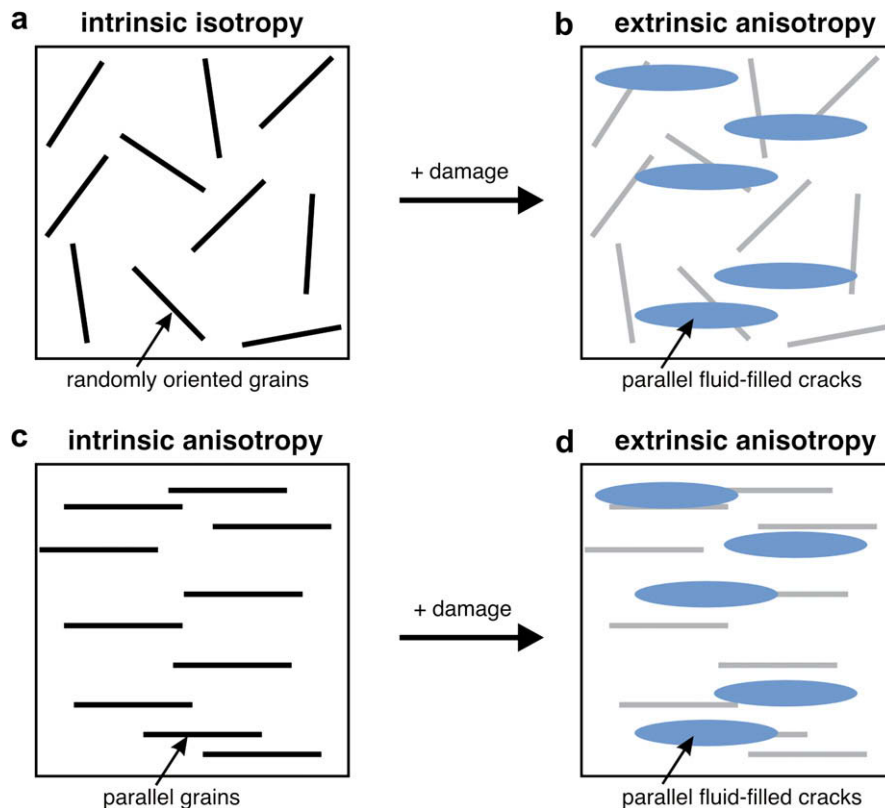 a intrinsic isotropy
b extrinsic anisotropy
+ damage
randomly oriented grains
parallel fluid-filled cracks
c intrinsic anisotropy
d extrinsic anisotropy
+ damage
parallel grains
parallel fluid-filled cracks